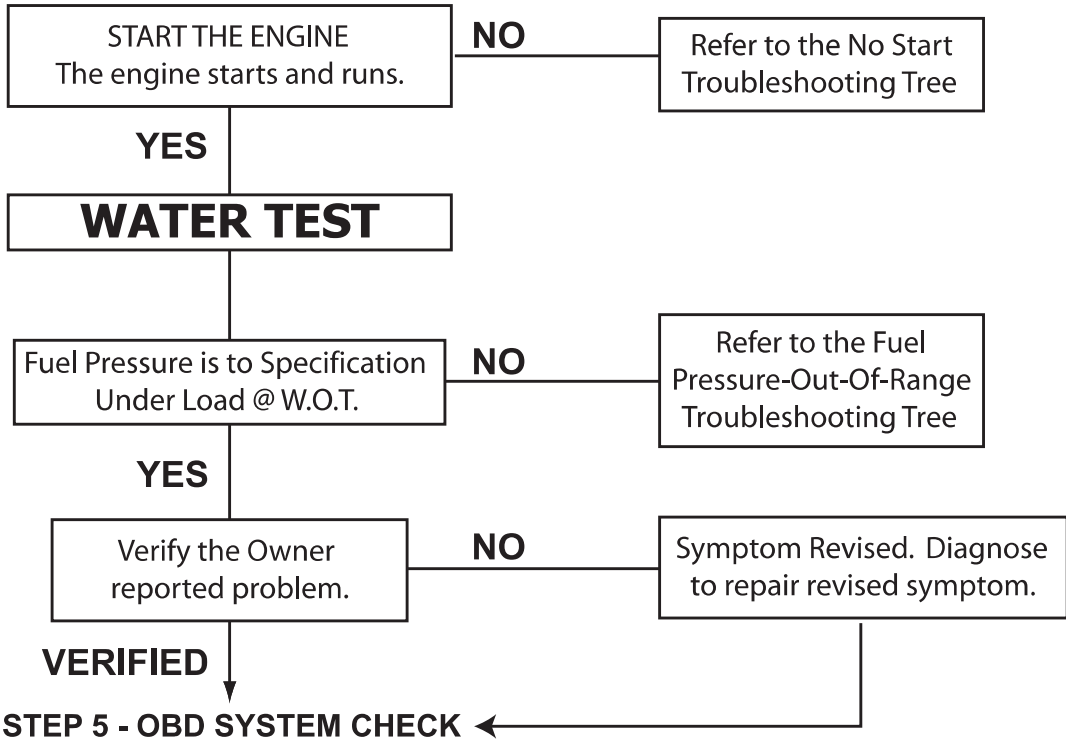 START THE ENGINE
The engine starts and runs.
NO
Refer to the No Start
Troubleshooting Tree
YES
WATER TEST
Fuel Pressure is to Specification
Under Load @ W.O.T.
NO
Refer to the Fuel
Pressure-Out-Of-Range
Troubleshooting Tree
YES
Verify the Owner
reported problem.
NO
Symptom Revised. Diagnose
to repair revised symptom.
VERIFIED
STEP 5 - OBD SYSTEM CHECK